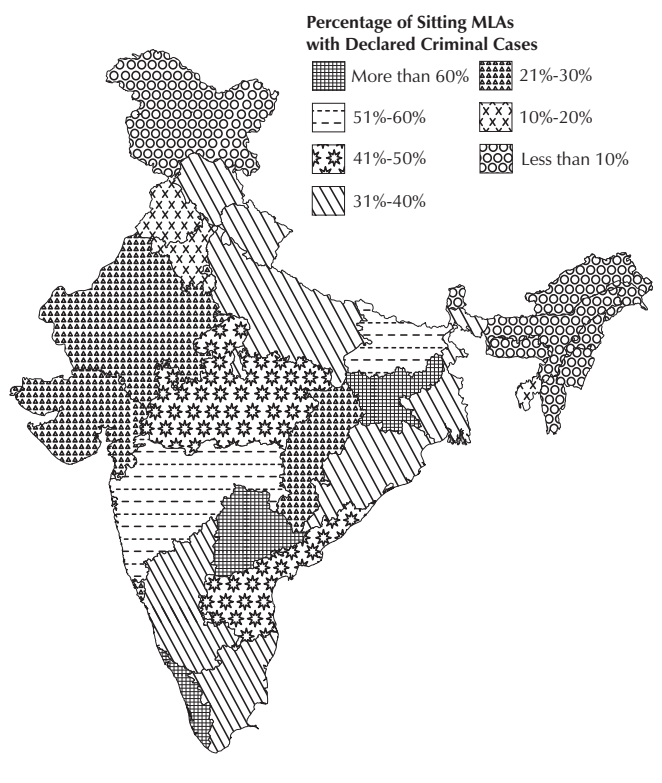 Percentage of Sitting MLAs
with Declared Criminal Cases
More than 60%
21%-30%
51%-60%
10%-20%
41%-50%
Less than 10%
31%-40%